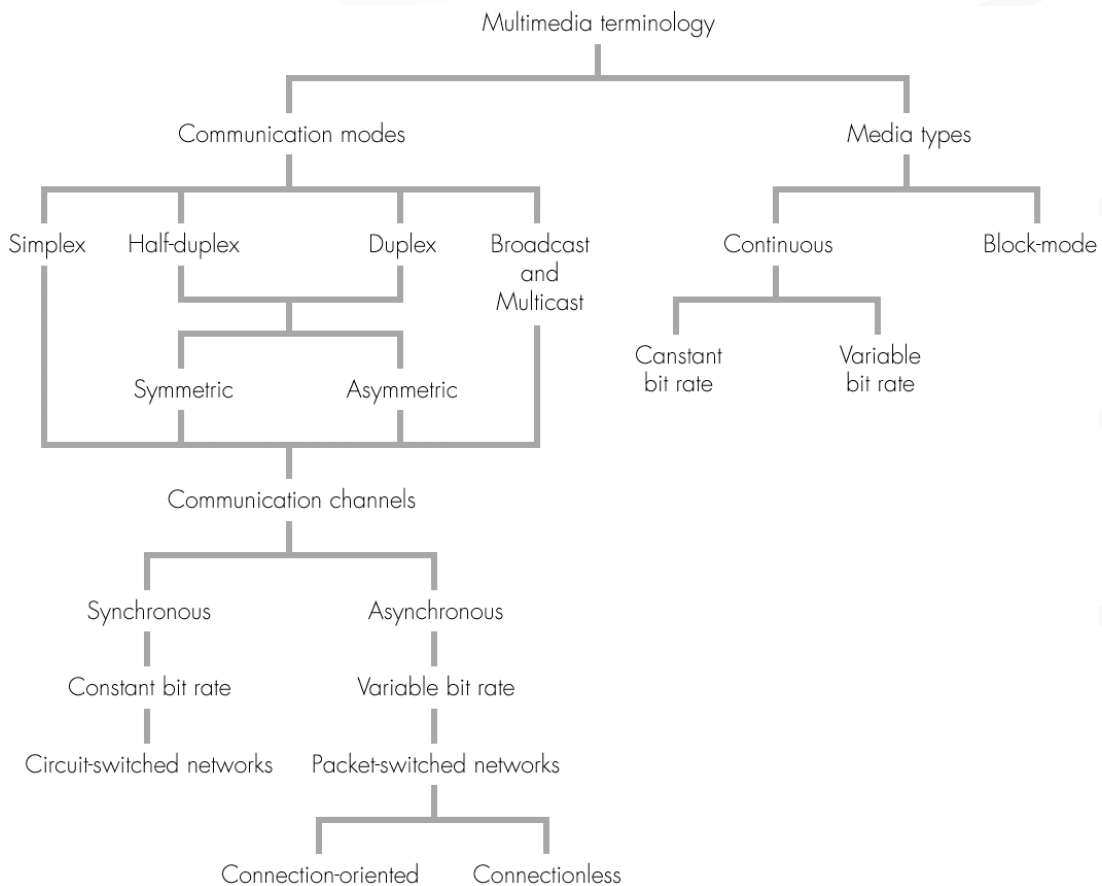 Multimedia terminology
Communication modes
Media types
Simplex
Half-duplex
Duplex
Broadcast
and
Multicast
Continuous
Block-mode
Canstant
bit rate
Variable
bit rate
Symmetric
Asymmetric
Communication channels
Synchronous
Asynchronous
Constant bit rate
Variable bit rate
Circuit-switched networks
Packet-switched networks
Connection-oriented
Connectionless